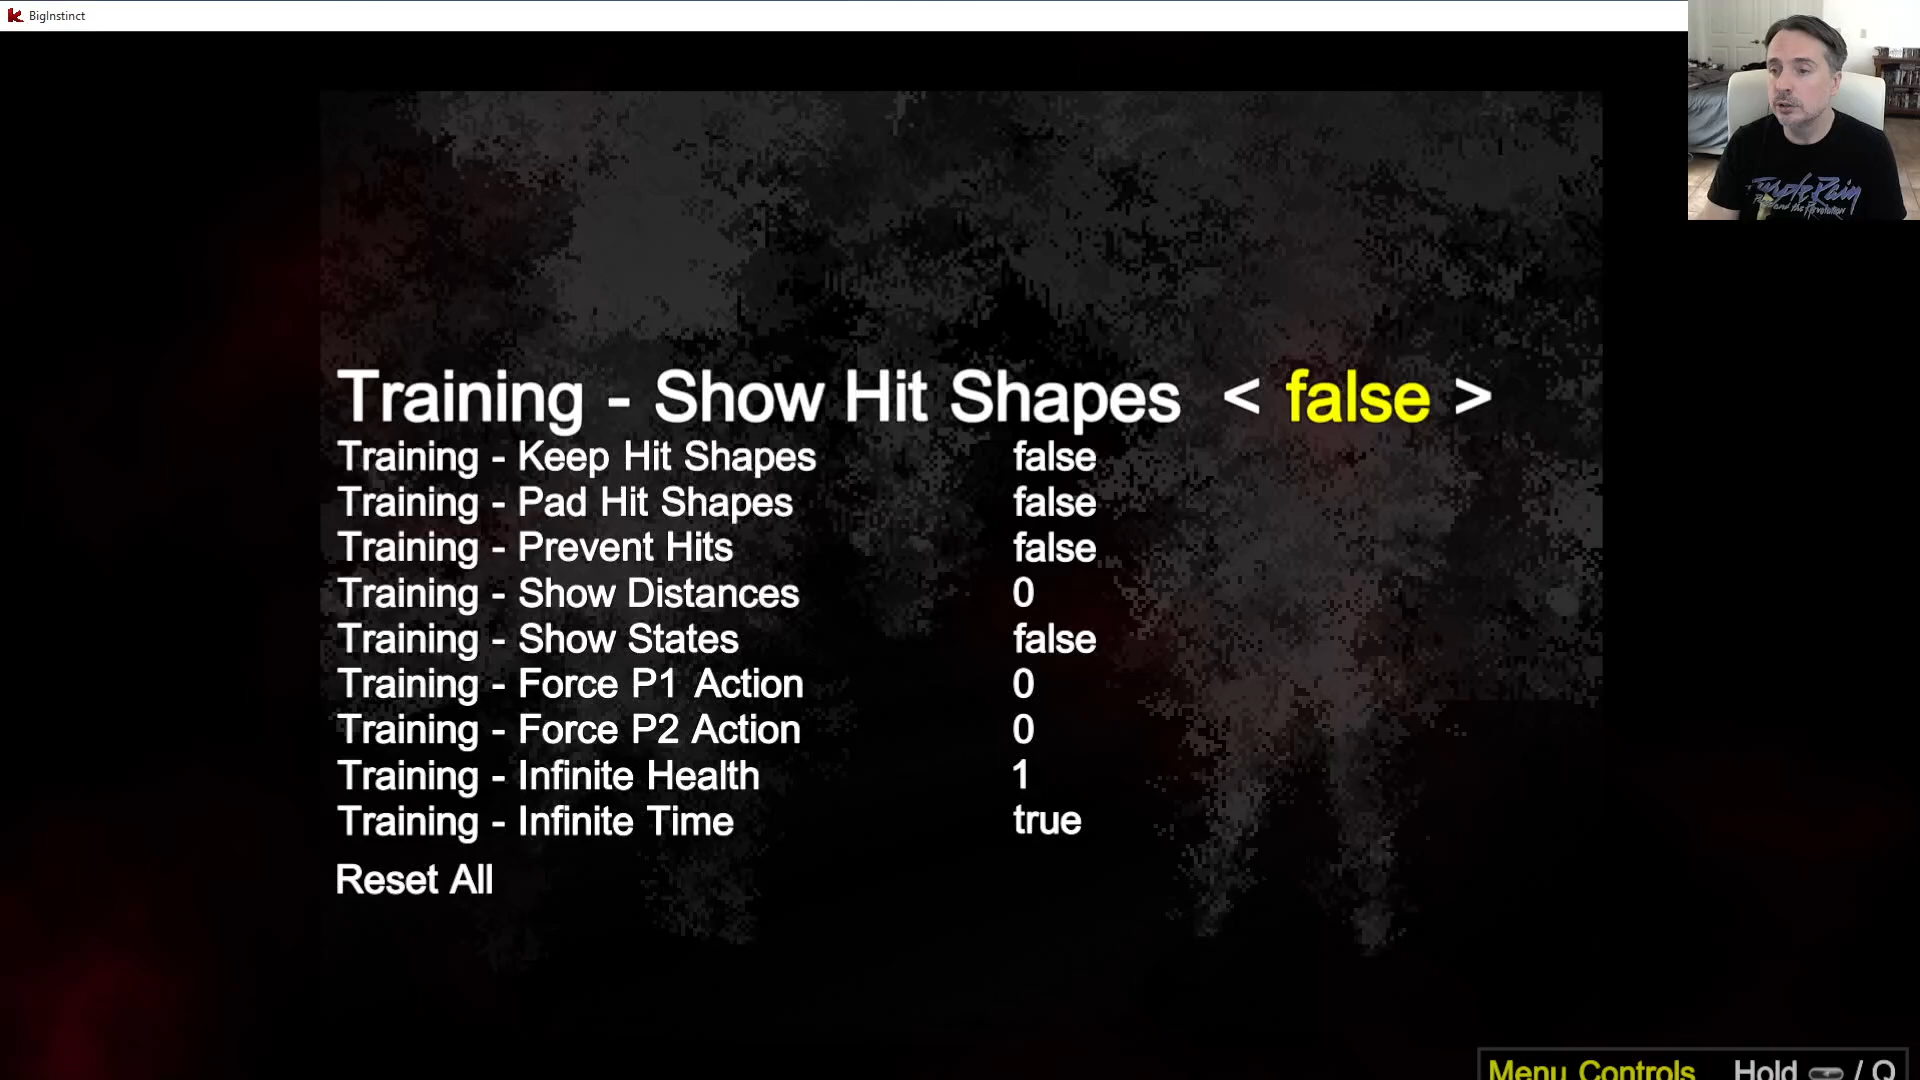 BigInstinct
Purple Rain
Training - Show Hit Shapes < false >
Training - Keep Hit Shapes false
Training - Pad Hit Shapes false
Training - Prevent Hits false
Training - Show Distances 0
Training - Show States false
Training - Force P1 Action 0
Training - Force P2 Action 0
Training - Infinite Health 1
Training - Infinite Time true
Reset All
Menu Controls Hold / Q